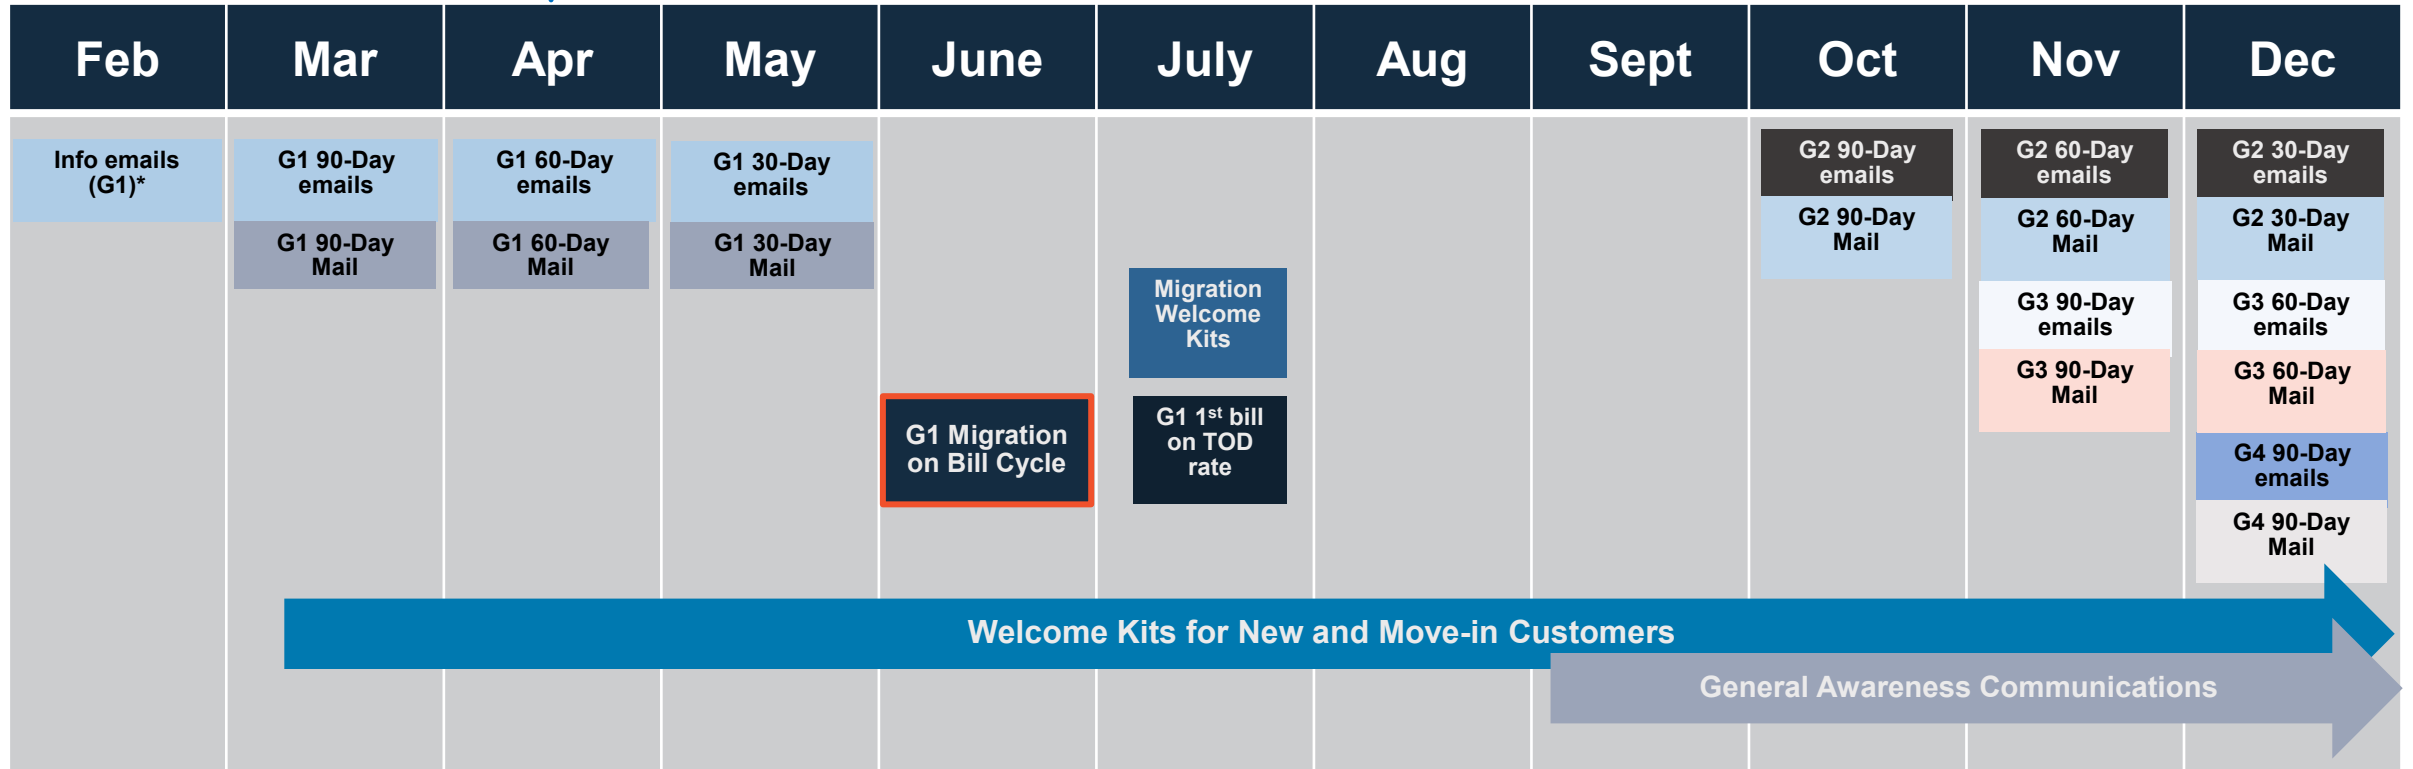 Feb Mar Apr May June July Aug Sept Oct Nov Dec
Info emails
(G1)*
G1 90-Day
emails
G1 90-Day
Mail
G1 60-Day
emails
G1 60-Day
Mail
G1 30-Day
emails
G1 30-Day
Mail
G1 Migration
on Bill Cycle
Migration
Welcome
Kits
G1 1st bill
on TOD
rate
G2 90-Day
emails
G2 90-Day
Mail
G2 60-Day
emails
G2 60-Day
Mail
G3 90-Day
emails
G3 90-Day
Mail
G2 30-Day
emails
G2 30-Day
Mail
G3 60-Day
emails
G3 60-Day
Mail
G4 90-Day
emails
G4 90-Day
Mail
Welcome Kits for New and Move-in Customers
General Awareness Communications